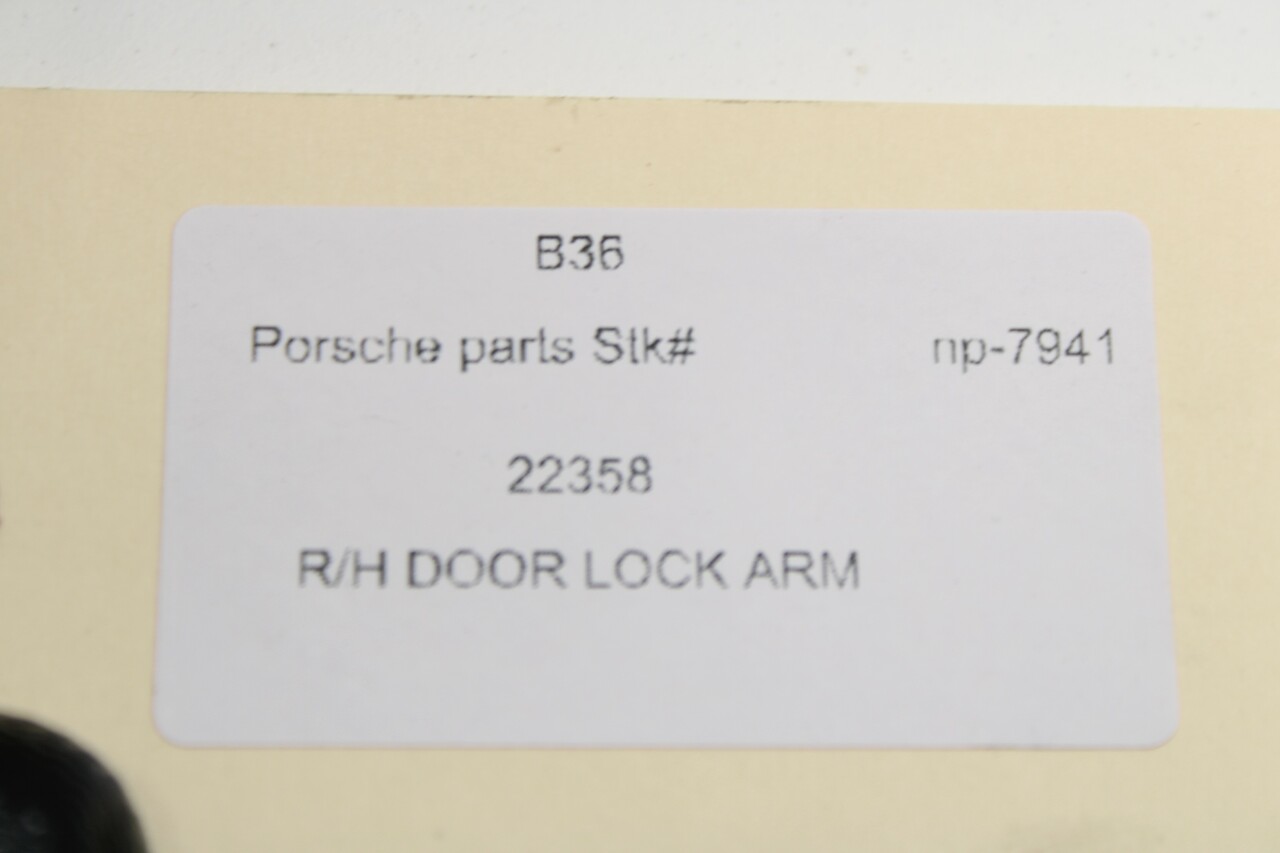 B36
Porsche parts Stk# np-7941
22358
R/H DOOR LOCK ARM